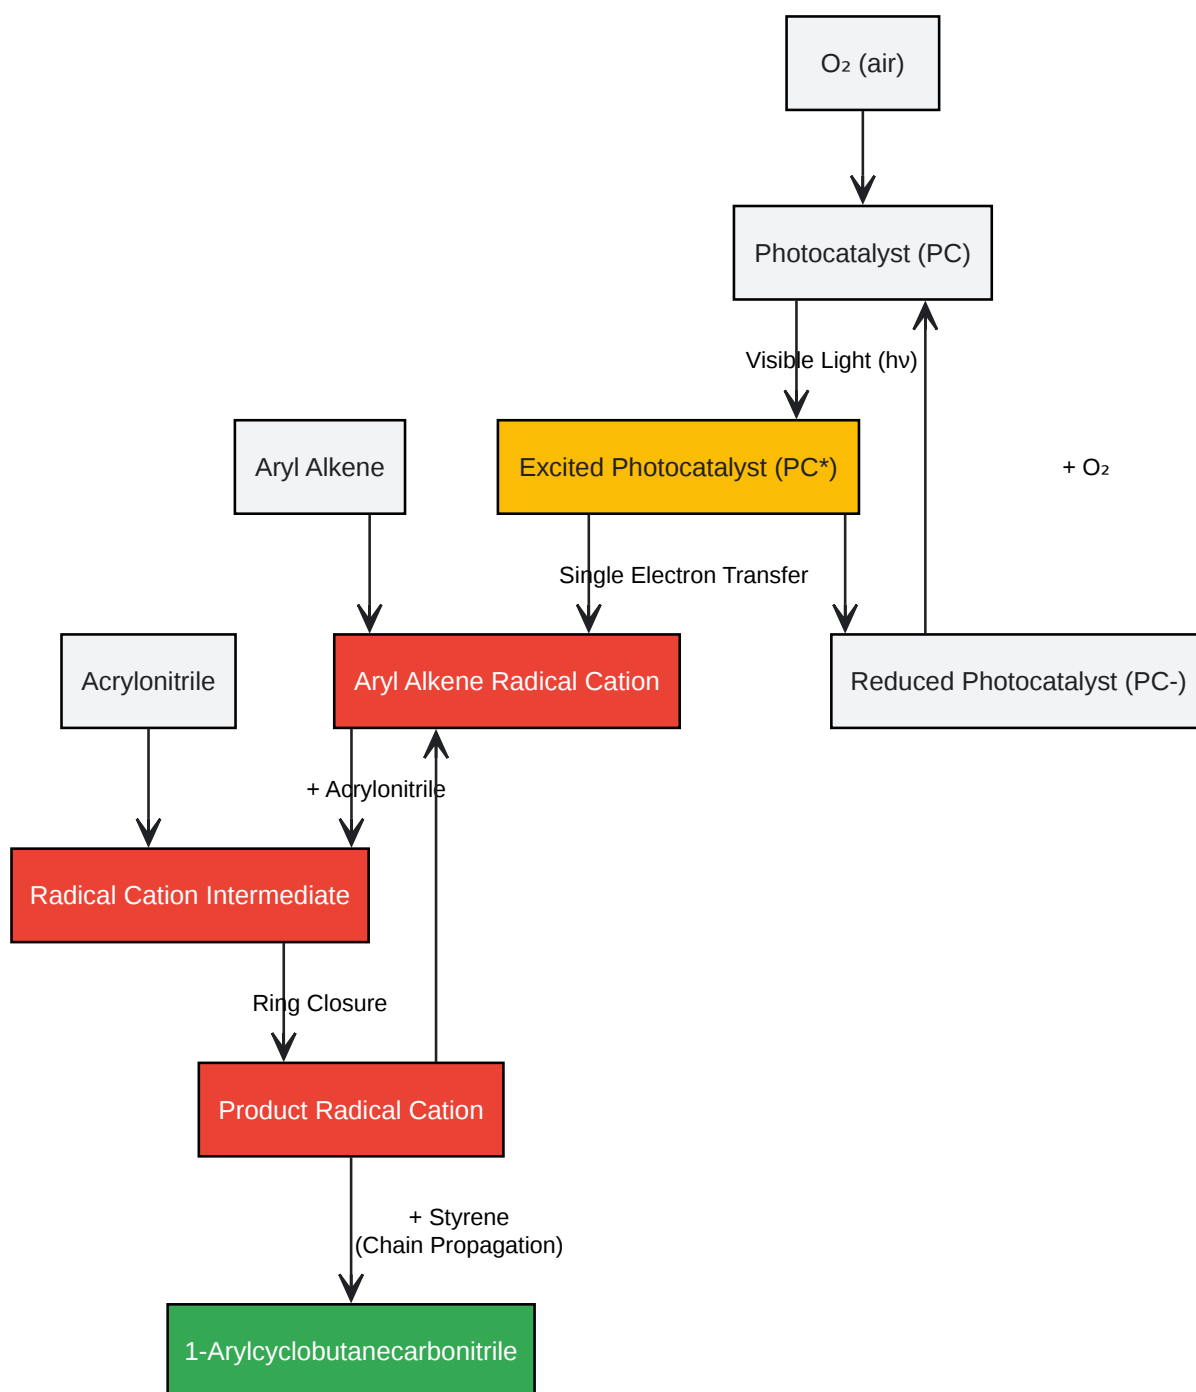 O₂ (air)
Photocatalyst (PC)
Visible Light (hν)
Aryl Alkene
Excited Photocatalyst (PC*)
+ O₂
Single Electron Transfer
Acrylonitrile
Aryl Alkene Radical Cation
Reduced Photocatalyst (PC-)
+ Acrylonitrile
Radical Cation Intermediate
Ring Closure
Product Radical Cation
+ Styrene
(Chain Propagation)
1-Arylcyclobutanecarbonitrile